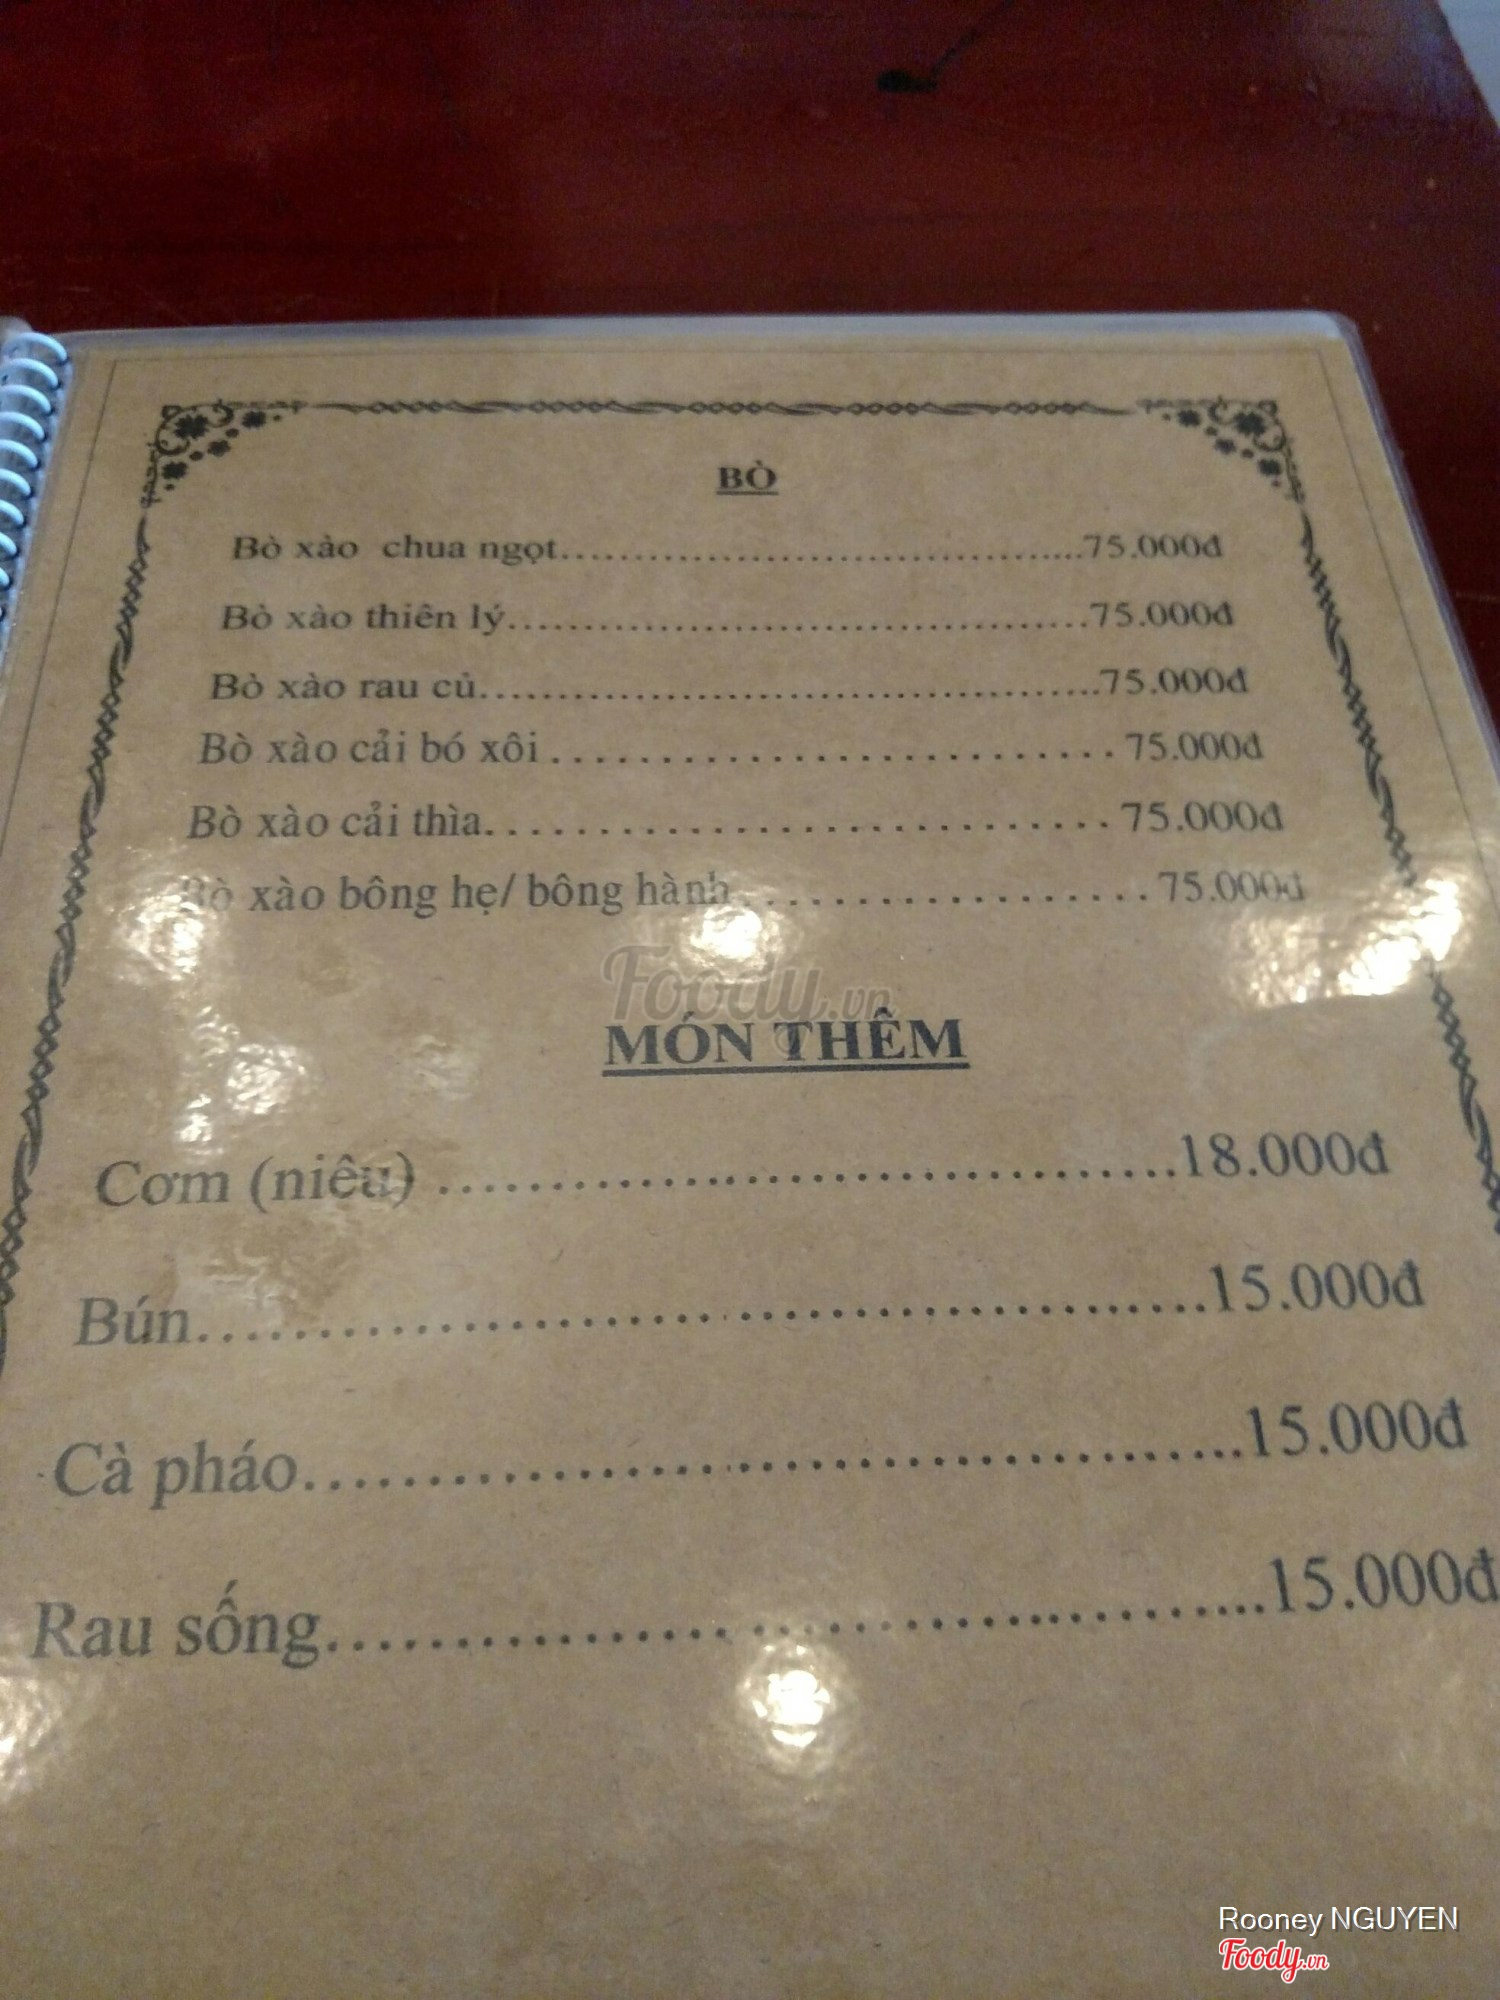 BÒ
Bò xào chua ngọt........................................75.000đ
Bò xào thiên lý........................................75.000đ
Bò xào rau củ........................................75.000đ
Bò xào cải bó xôi........................................75.000đ
Bò xào cải thìa........................................75.000đ
Bò xào bông hẹ/ bông hành........................................75.000đ
Foody.vn
MÓN THÊM
Cơm (niêu) ........................................18.000đ
Bún........................................15.000đ
Cà pháo........................................15.000đ
Rau sống........................................15.000đ
Rooney NGUYEN
Foody.vn